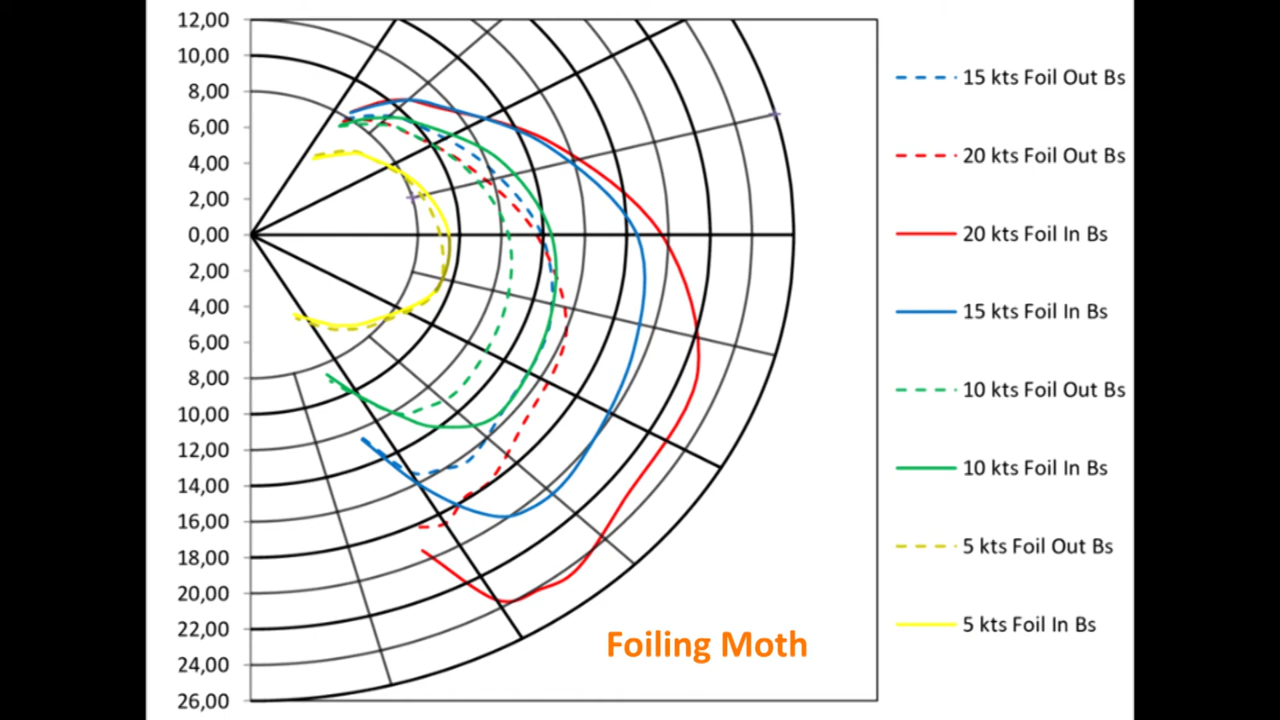 12,00
10,00
8,00
6,00
4,00
2,00
0,00
2,00
4,00
6,00
8,00
10,00
12,00
14,00
16,00
18,00
20,00
22,00
24,00
26,00
15 kts Foil Out Bs
20 kts Foil Out Bs
20 kts Foil In Bs
15 kts Foil In Bs
10 kts Foil Out Bs
10 kts Foil In Bs
5 kts Foil Out Bs
5 kts Foil In Bs
Foiling Moth